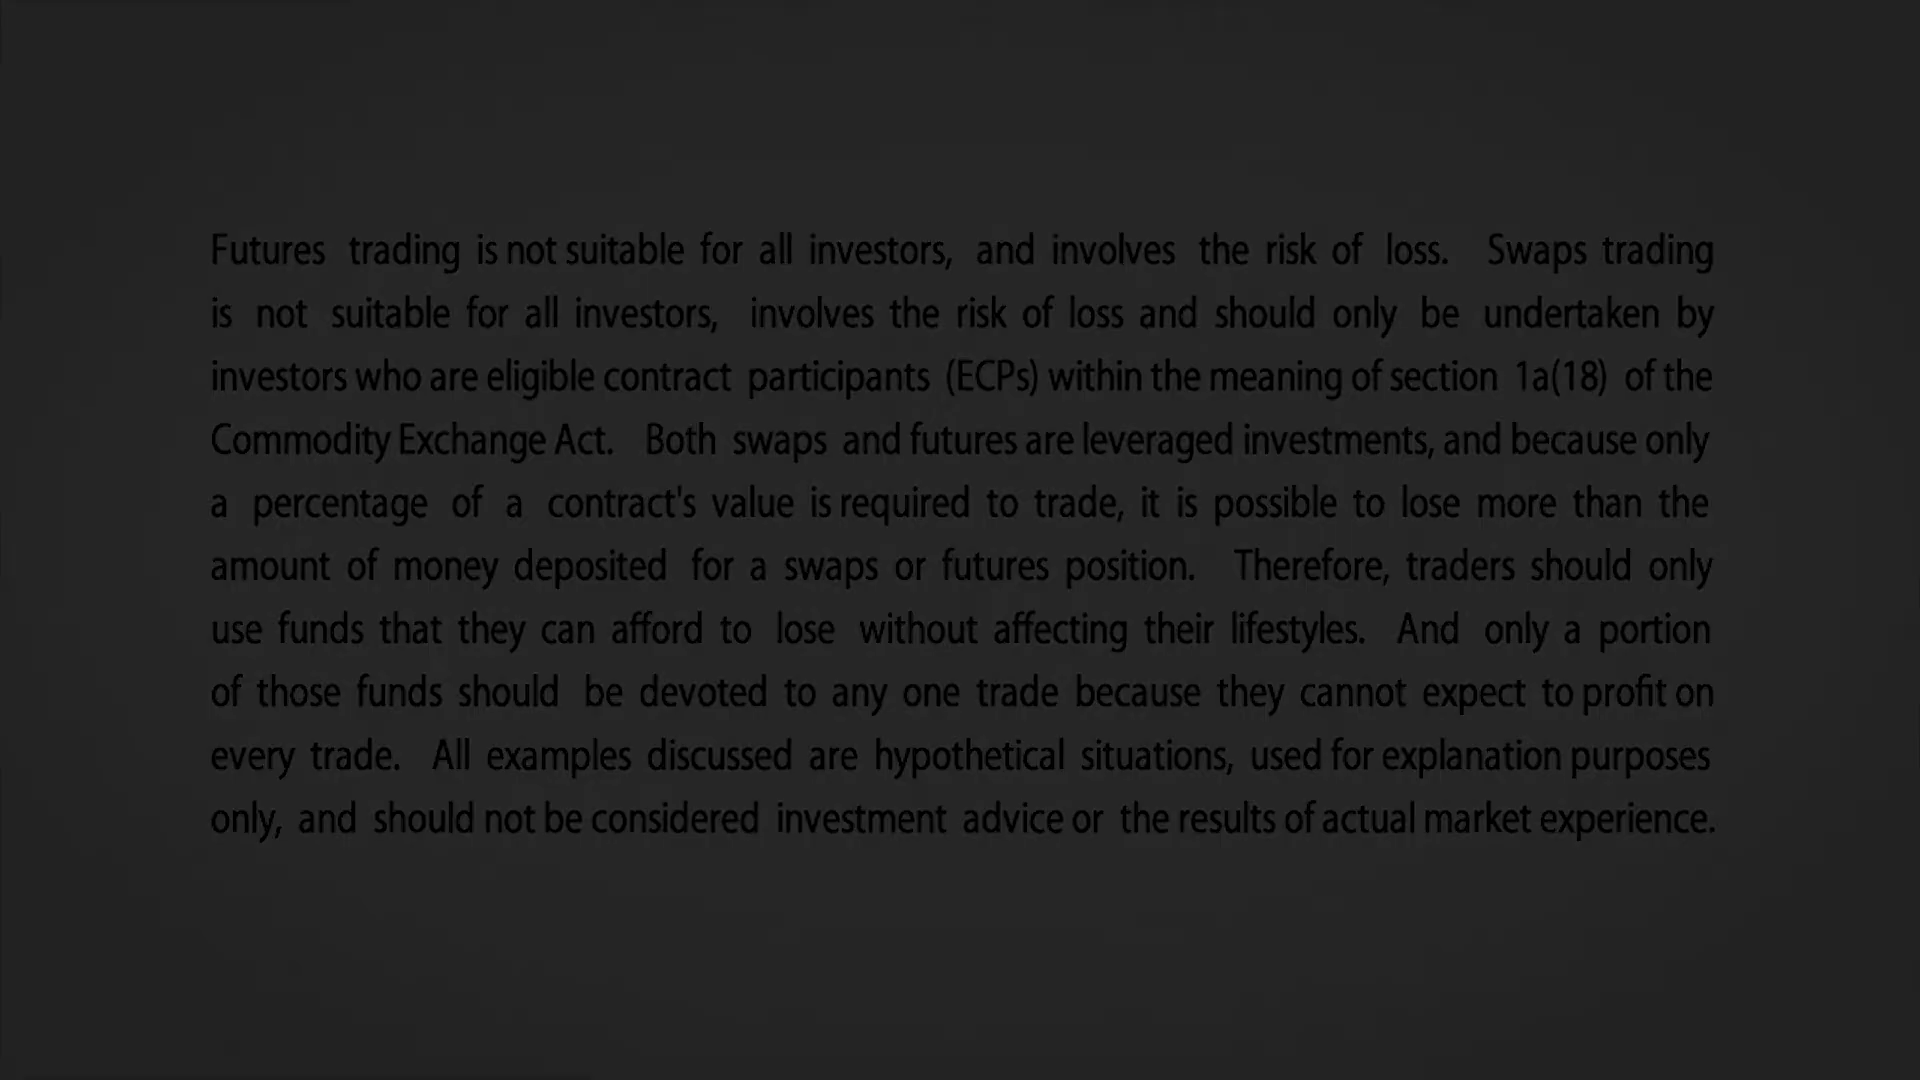 Futures trading is not suitable for all investors, and involves the risk of loss. Swaps trading
is not suitable for all investors, involves the risk of loss and should only be undertaken by
investors who are eligible contract participants (ECPs) within the meaning of section 1a(18) of the
Commodity Exchange Act. Both swaps and futures are leveraged investments, and because only
a percentage of a contract's value is required to trade, it is possible to lose more than the
amount of money deposited for a swaps or futures position. Therefore, traders should only
use funds that they can afford to lose without affecting their lifestyles. And only a portion
of those funds should be devoted to any one trade because they cannot expect to profit on
every trade. All examples discussed are hypothetical situations, used for explanation purposes
only, and should not be considered investment advice or the results of actual market experience.